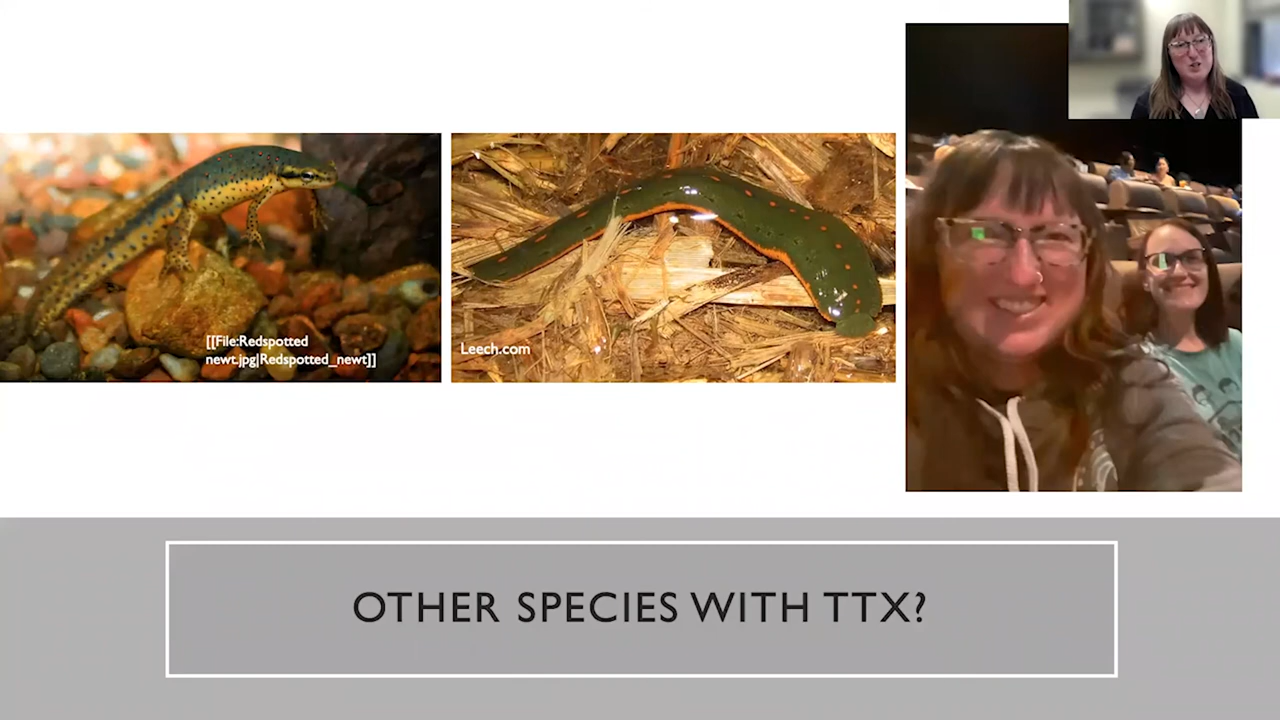 [[File:Redspotted
newt.jpg|Redspotted_newt]]
Leech.com
OTHER SPECIES WITH TTX?